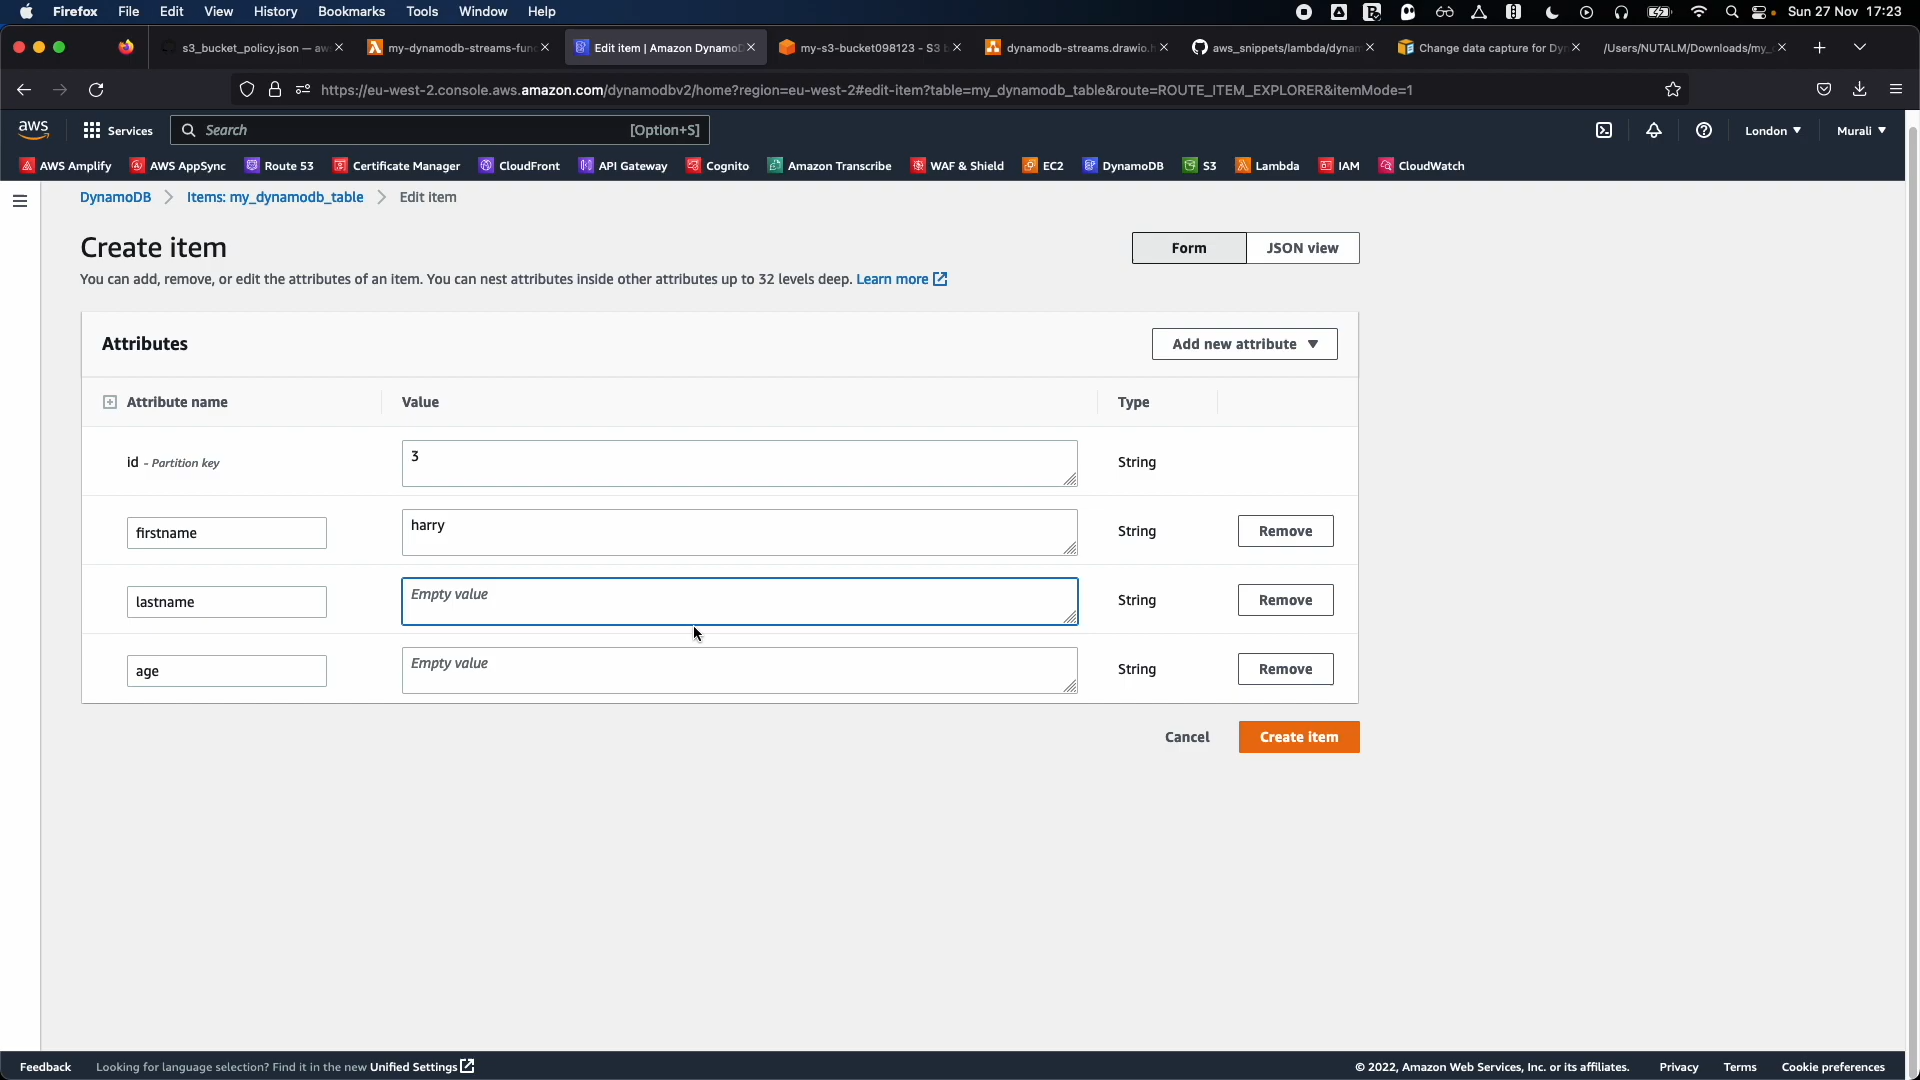 Firefox File Edit View History Bookmarks Tools Window Help Sun 27 Nov 17:23
s3_bucket_policy.json — aw my-dynamodb-streams-fun Edit item | Amazon Dynamo my-s3-bucket098123 - S3 b dynamodb-streams.drawio.h aws_snippets/lambda/dynam Change data capture for Dy /Users/NUTALM/Downloads/my_
https://eu-west-2.console.aws.amazon.com/dynamodbv2/home?region=eu-west-2#edit-item?table=my_dynamodb_table&route=ROUTE_ITEM_EXPLORER&itemMode=1
aws Services Search [Option+S] London Murali
AWS Amplify AWS AppSync Route 53 Certificate Manager CloudFront API Gateway Cognito Amazon Transcribe WAF & Shield EC2 DynamoDB S3 Lambda IAM CloudWatch
DynamoDB Items: my_dynamodb_table Edit item
Create item Form JSON view
You can add, remove, or edit the attributes of an item. You can nest attributes inside other attributes up to 32 levels deep. Learn more
Attributes Add new attribute
Attribute name Value Type
id - Partition key 3 String
firstname harry String Remove
lastname Empty value String Remove
age Empty value String Remove
Cancel Create item
Feedback Looking for language selection? Find it in the new Unified Settings © 2022, Amazon Web Services, Inc. or its affiliates. Privacy Terms Cookie preferences